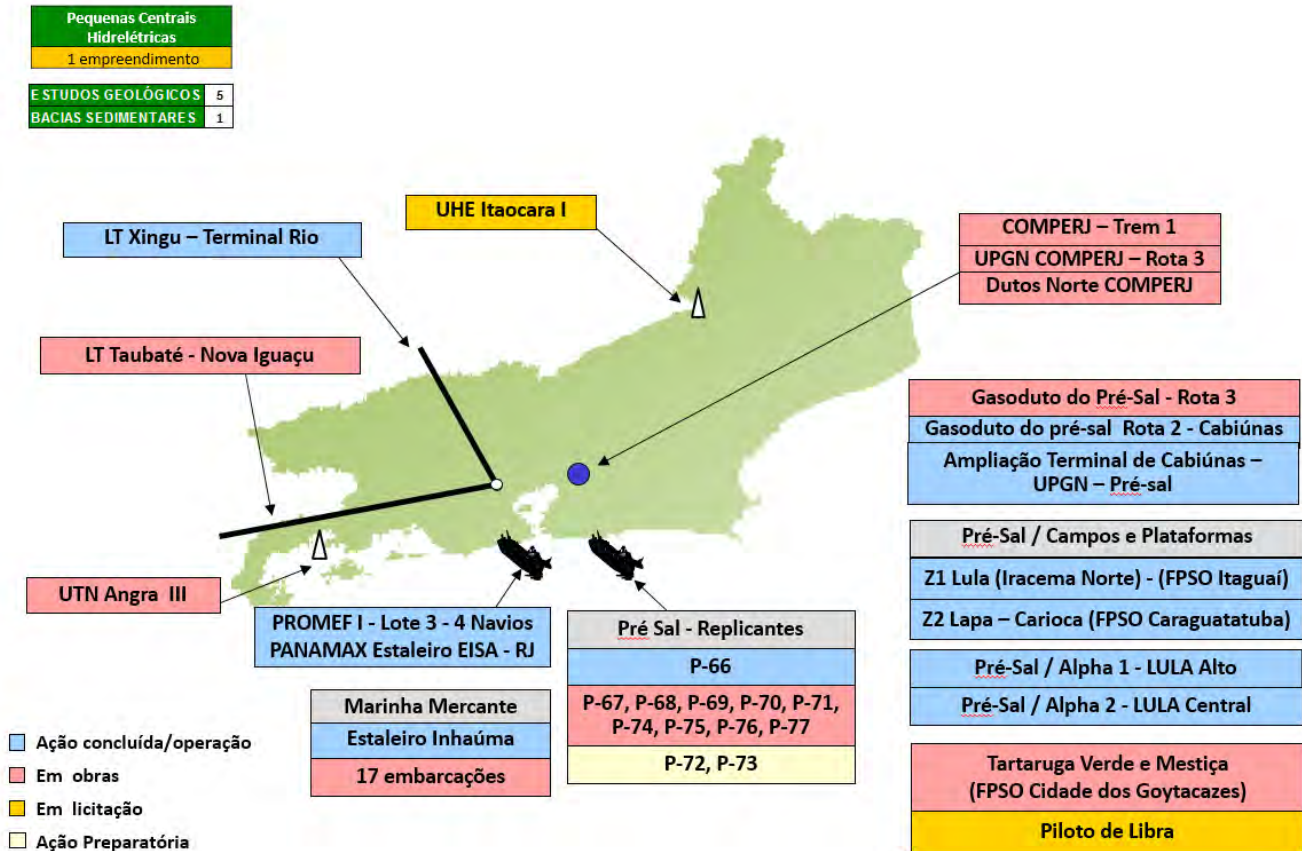 Pequenas Centrais
Hidrelétricas
1 empreendimento
ESTUDOS GEOLÓGICOS 5
BACIAS SEDIMENTARES 1
UHE Itaocara I
LT Xingu – Terminal Rio
COMPERJ – Trem 1
UPGN COMPERJ – Rota 3
Dutos Norte COMPERJ
LT Taubaté - Nova Iguaçu
Gasoduto do Pré-Sal - Rota 3
Gasoduto do pré-sal Rota 2 - Cabiúnas
Ampliação Terminal de Cabiúnas –
UPGN – Pré-sal
Pré-Sal / Campos e Plataformas
Z1 Lula (Iracema Norte) - (FPSO Itaguaí)
Z2 Lapa – Carioca (FPSO Caraguatatuba)
UTN Angra III
PROMEF I - Lote 3 - 4 Navios
PANAMAX Estaleiro EISA - RJ
Pré Sal - Replicantes
P-66
P-67, P-68, P-69, P-70, P-71,
P-74, P-75, P-76, P-77
P-72, P-73
Pré-Sal / Alpha 1 - LULA Alto
Pré-Sal / Alpha 2 - LULA Central
Marinha Mercante
Estaleiro Inhaúma
17 embarcações
Tartaruga Verde e Mestiça
(FPSO Cidade dos Goytacazes)
Piloto de Libra
Ação concluída/operação
Em obras
Em licitação
Ação Preparatória